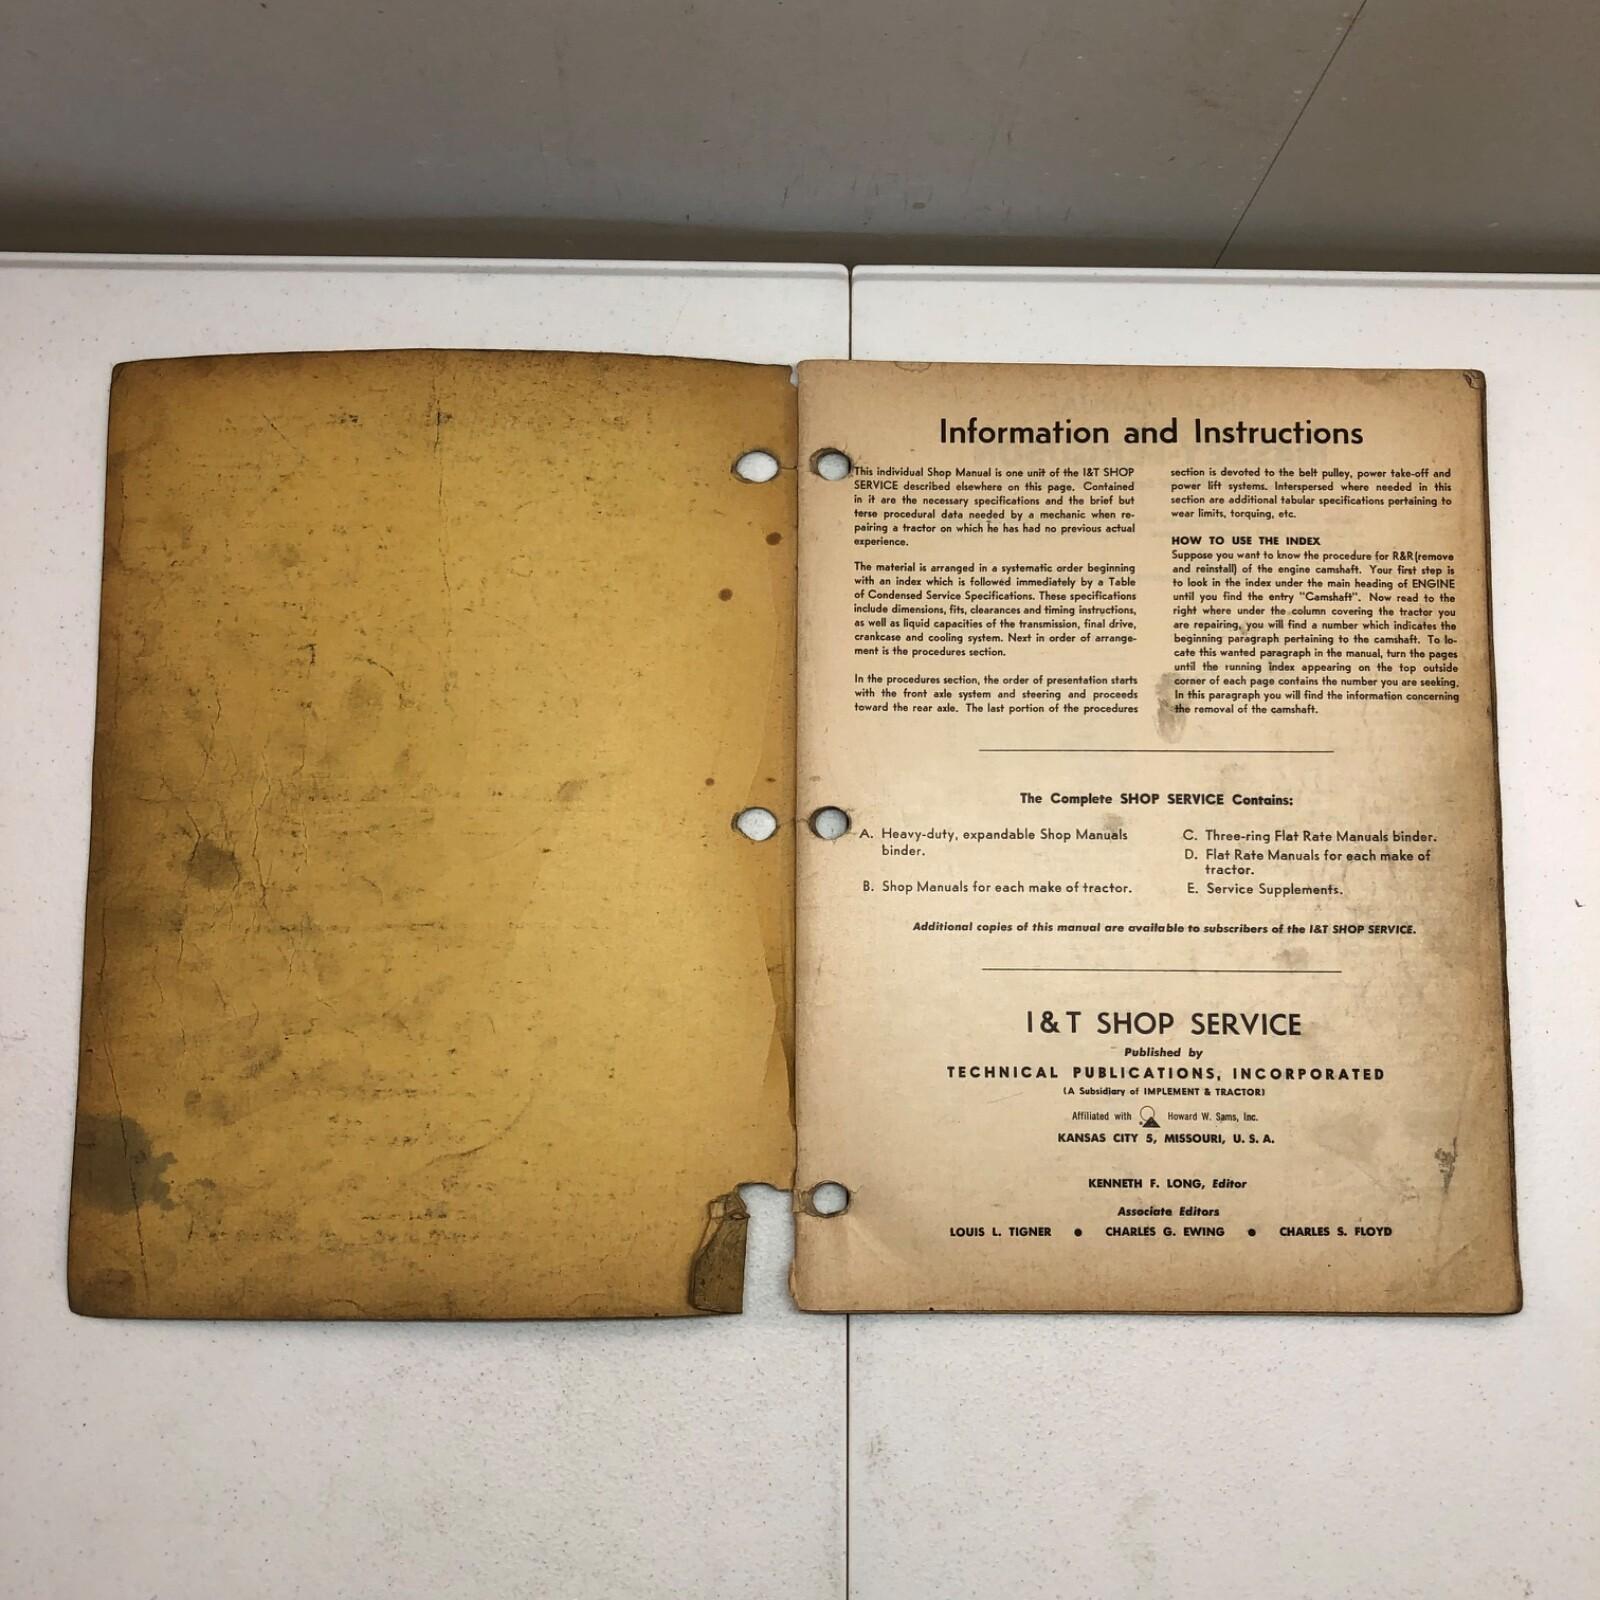 Information and Instructions
This individual Shop Manual is one unit of the I&T SHOP
SERVICE described elsewhere on this page. Contained
in it are the necessary specifications and the brief but
terse procedural data needed by a mechanic when re-
pairing a tractor on which he has had no previous actual
experience.
The material is arranged in a systematic order beginning
with an index which is followed immediately by a Table
of Condensed Service Specifications. These specifications
include dimensions, fits, clearances and timing instructions,
as well as liquid capacities of the transmission, final drive,
crankcase and cooling system. Next in order of arrange-
ment is the procedures section.
In the procedures section, the order of presentation starts
with the front axle system and steering and proceeds
toward the rear axle. The last portion of the procedures
section is devoted to the belt pulley, power take-off and
power lift systems. Interspersed where needed in this
section are additional tabular specifications pertaining to
wear limits, torquing, etc.
HOW TO USE THE INDEX
Suppose you want to know the procedure for R&R (remove
and reinstall) of the engine camshaft. Your first step is
to look in the index under the main heading of ENGINE
until you find the entry "Camshaft". Now read to the
right where under the column covering the tractor you
are repairing, you will find a number which indicates the
beginning paragraph pertaining to the camshaft. To lo-
cate this wanted paragraph in the manual, turn the pages
until the running index appearing on the top outside
corner of each page contains the number you are seeking.
In this paragraph you will find the information concerning
the removal of the camshaft.
The Complete SHOP SERVICE Contains:
A. Heavy-duty, expandable Shop Manuals
binder.
B. Shop Manuals for each make of tractor.
C. Three-ring Flat Rate Manuals binder.
D. Flat Rate Manuals for each make of
tractor.
E. Service Supplements.
Additional copies of this manual are available to subscribers of the I&T SHOP SERVICE.
I&T SHOP SERVICE
Published by
TECHNICAL PUBLICATIONS, INCORPORATED
(A Subsidiary of IMPLEMENT & TRACTOR)
Affiliated with Howard W. Sams, Inc.
KANSAS CITY 5, MISSOURI, U. S. A.
KENNETH F. LONG, Editor
Associate Editors
LOUIS L. TIGNER ● CHARLES G. EWING ● CHARLES S. FLOYD